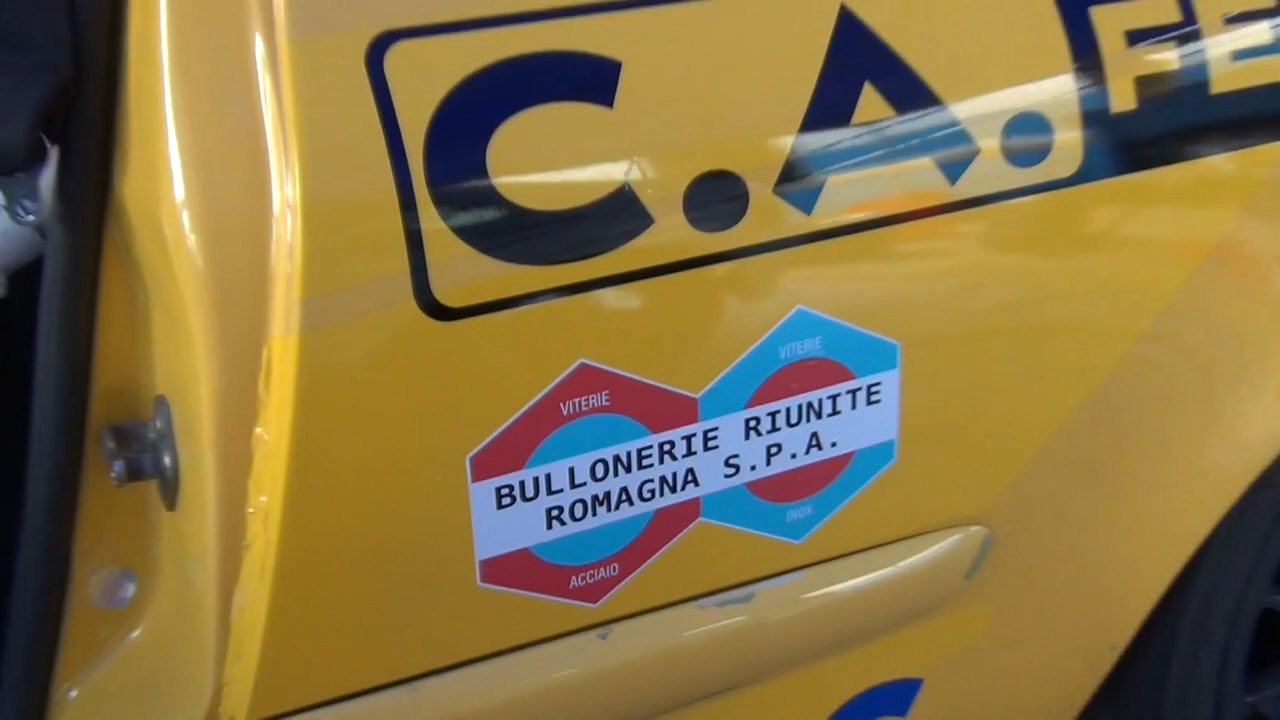 C.A.
VITERIE
VITERIE
BULLONERIE RIUNITE
ROMAGNA S.P.A.
INOX
ACCIAIO